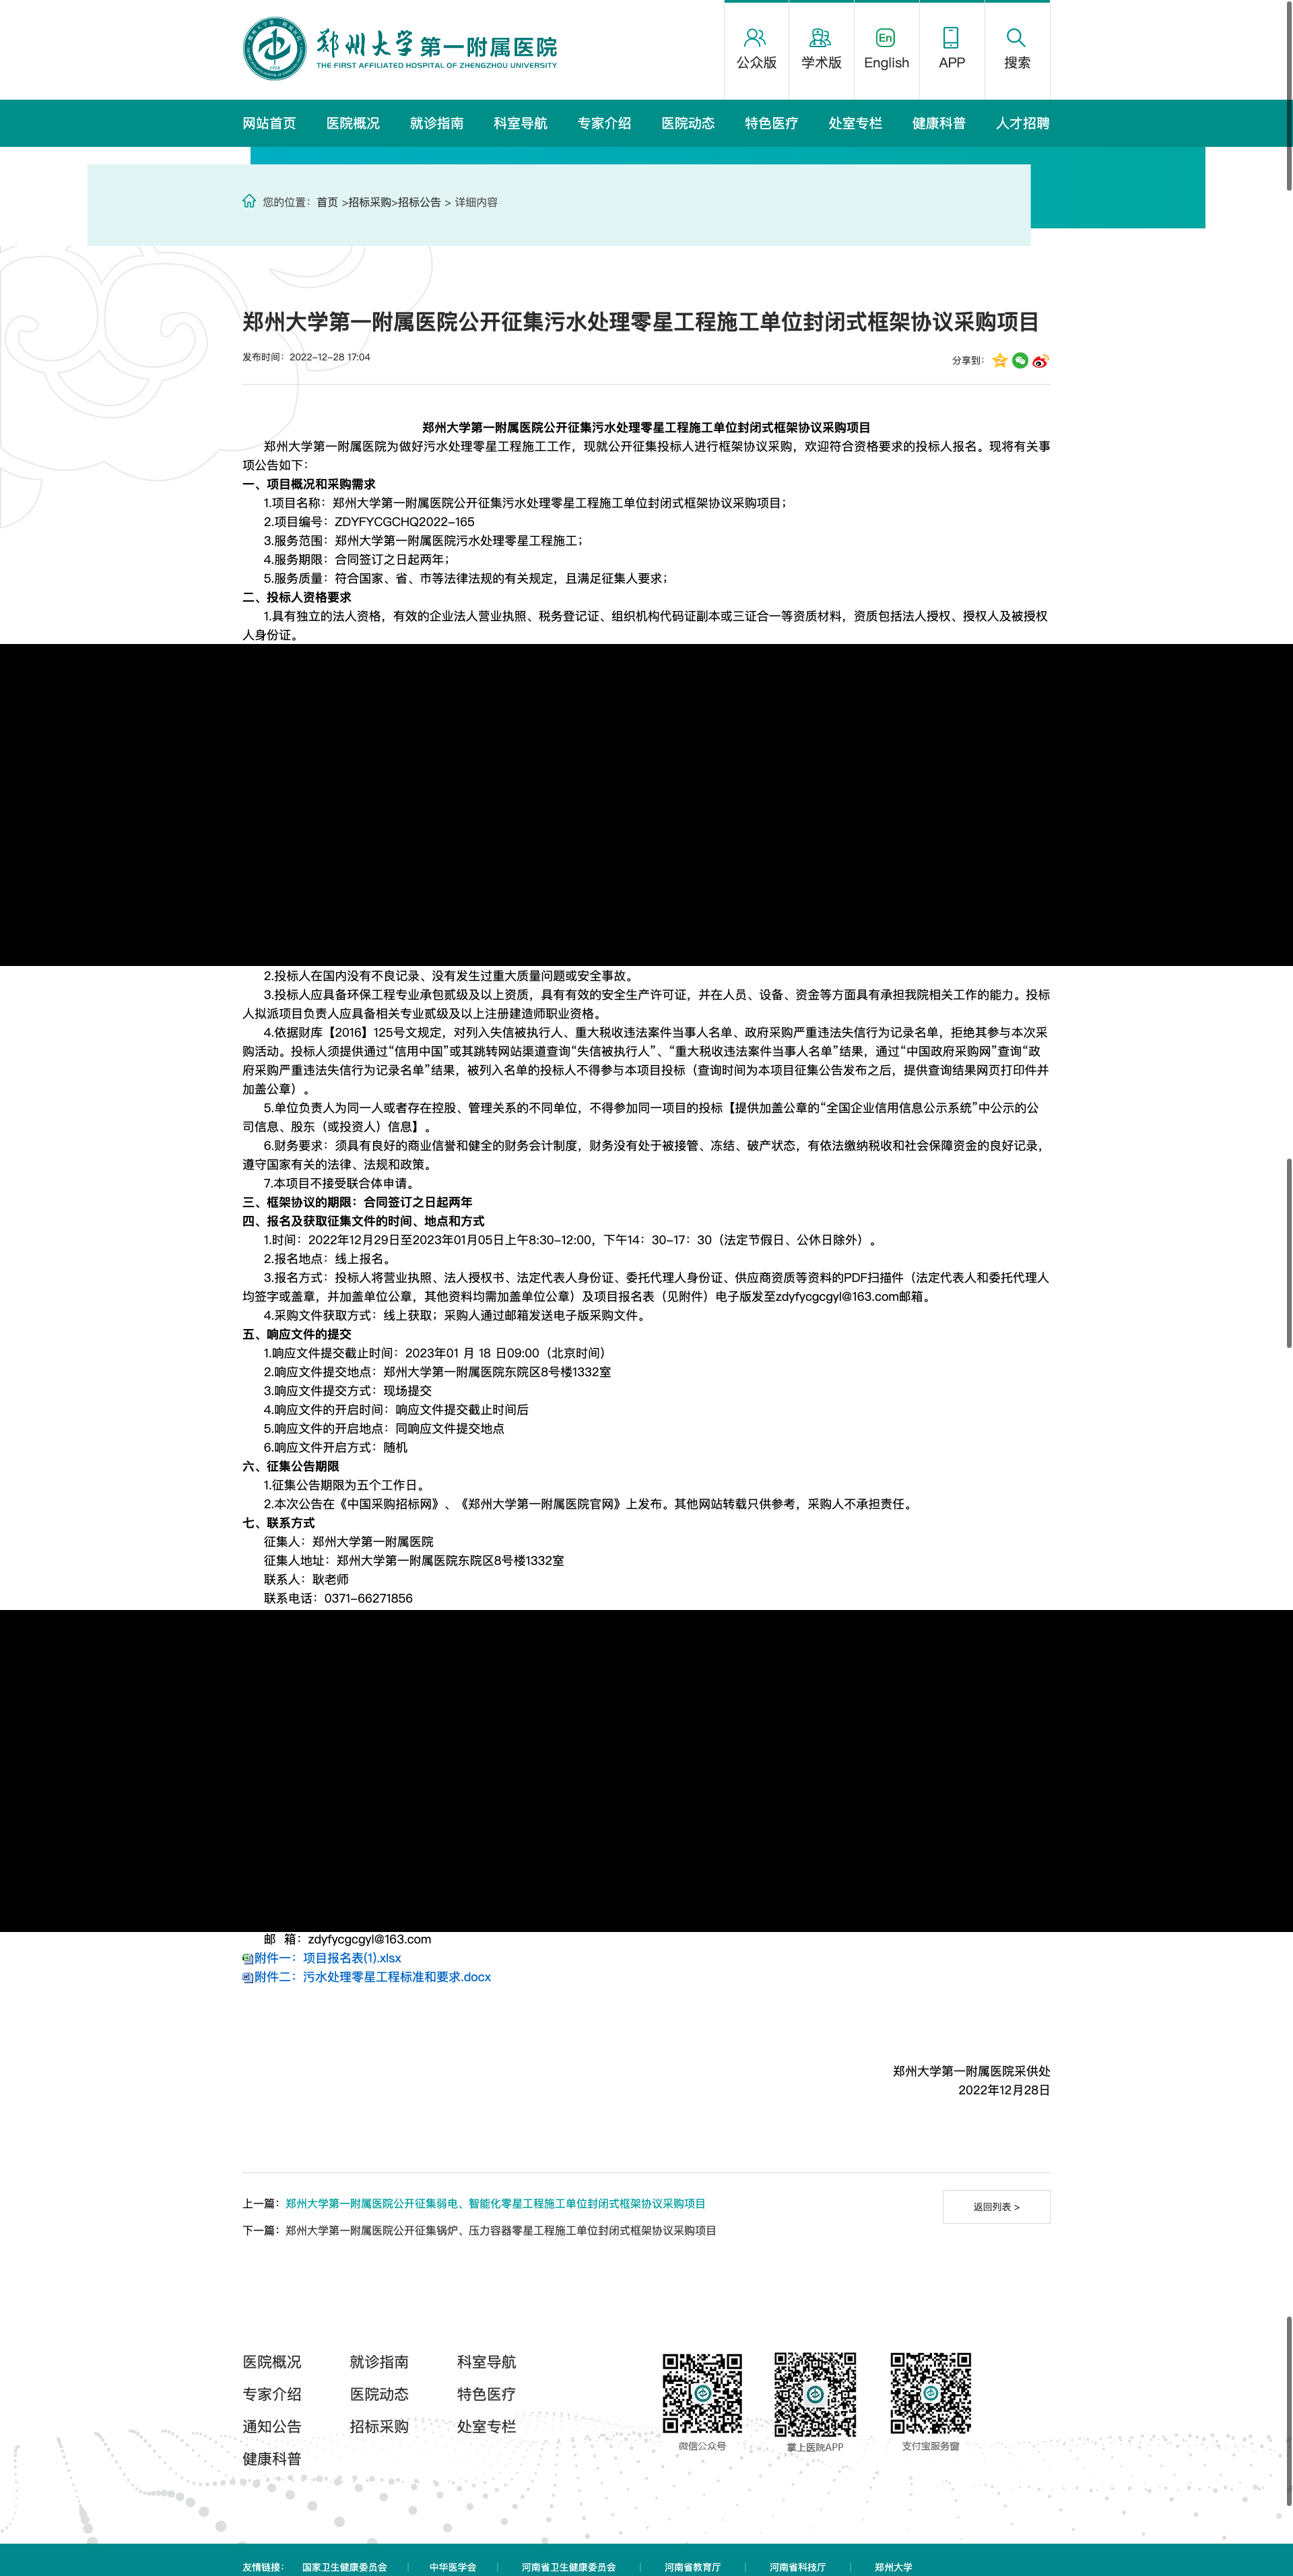 郑州大学第一附属医院
THE FIRST AFFILIATED HOSPITAL OF ZHENGZHOU UNIVERSITY
公众版
学术版
En
English
APP
搜索
网站首页 医院概况 就诊指南 科室导航 专家介绍 医院动态 特色医疗 处室专栏 健康科普 人才招聘
您的位置：首页 >招标采购>招标公告 > 详细内容
郑州大学第一附属医院公开征集污水处理零星工程施工单位封闭式框架协议采购项目
发布时间：2022-12-28 17:04
分享到：
郑州大学第一附属医院公开征集污水处理零星工程施工单位封闭式框架协议采购项目
郑州大学第一附属医院为做好污水处理零星工程施工工作，现就公开征集投标人进行框架协议采购，欢迎符合资格要求的投标人报名。现将有关事
项公告如下：
一、项目概况和采购需求
1.项目名称：郑州大学第一附属医院公开征集污水处理零星工程施工单位封闭式框架协议采购项目；
2.项目编号：ZDYFYCGCHQ2022-165
3.服务范围：郑州大学第一附属医院污水处理零星工程施工；
4.服务期限：合同签订之日起两年；
5.服务质量：符合国家、省、市等法律法规的有关规定，且满足征集人要求；
二、投标人资格要求
1.具有独立的法人资格，有效的企业法人营业执照、税务登记证、组织机构代码证副本或三证合一等资质材料，资质包括法人授权、授权人及被授权
人身份证。
2.投标人在国内没有不良记录、没有发生过重大质量问题或安全事故。
3.投标人应具备环保工程专业承包贰级及以上资质，具有有效的安全生产许可证，并在人员、设备、资金等方面具有承担我院相关工作的能力。投标
人拟派项目负责人应具备相关专业贰级及以上注册建造师职业资格。
4.依据财库【2016】125号文规定，对列入失信被执行人、重大税收违法案件当事人名单、政府采购严重违法失信行为记录名单，拒绝其参与本次采
购活动。投标人须提供通过“信用中国”或其跳转网站渠道查询“失信被执行人”、“重大税收违法案件当事人名单”结果，通过“中国政府采购网”查询“政
府采购严重违法失信行为记录名单”结果，被列入名单的投标人不得参与本项目投标（查询时间为本项目征集公告发布之后，提供查询结果网页打印件并
加盖公章）。
5.单位负责人为同一人或者存在控股、管理关系的不同单位，不得参加同一项目的投标【提供加盖公章的“全国企业信用信息公示系统”中公示的公
司信息、股东（或投资人）信息】。
6.财务要求：须具有良好的商业信誉和健全的财务会计制度，财务没有处于被接管、冻结、破产状态，有依法缴纳税收和社会保障资金的良好记录，
遵守国家有关的法律、法规和政策。
7.本项目不接受联合体申请。
三、框架协议的期限：合同签订之日起两年
四、报名及获取征集文件的时间、地点和方式
1.时间：2022年12月29日至2023年01月05日上午8:30-12:00，下午14：30-17：30（法定节假日、公休日除外）。
2.报名地点：线上报名。
3.报名方式：投标人将营业执照、法人授权书、法定代表人身份证、委托代理人身份证、供应商资质等资料的PDF扫描件（法定代表人和委托代理人
均签字或盖章，并加盖单位公章，其他资料均需加盖单位公章）及项目报名表（见附件）电子版发至zdyfycgcgyl@163.com邮箱。
4.采购文件获取方式：线上获取；采购人通过邮箱发送电子版采购文件。
五、响应文件的提交
1.响应文件提交截止时间：2023年01 月 18 日09:00（北京时间）
2.响应文件提交地点：郑州大学第一附属医院东院区8号楼1332室
3.响应文件提交方式：现场提交
4.响应文件的开启时间：响应文件提交截止时间后
5.响应文件的开启地点：同响应文件提交地点
6.响应文件开启方式：随机
六、征集公告期限
1.征集公告期限为五个工作日。
2.本次公告在《中国采购招标网》、《郑州大学第一附属医院官网》上发布。其他网站转载只供参考，采购人不承担责任。
七、联系方式
征集人：郑州大学第一附属医院
征集人地址：郑州大学第一附属医院东院区8号楼1332室
联系人：耿老师
联系电话：0371-66271856
邮 箱：zdyfycgcgyl@163.com
附件一：项目报名表(1).xlsx
附件二：污水处理零星工程标准和要求.docx
郑州大学第一附属医院采供处
2022年12月28日
上一篇：郑州大学第一附属医院公开征集弱电、智能化零星工程施工单位封闭式框架协议采购项目
返回列表 >
下一篇：郑州大学第一附属医院公开征集锅炉、压力容器零星工程施工单位封闭式框架协议采购项目
医院概况 就诊指南 科室导航
专家介绍 医院动态 特色医疗
通知公告 招标采购 处室专栏
健康科普
微信公众号 掌上医院APP 支付宝服务窗
友情链接： 国家卫生健康委员会 | 中华医学会 | 河南省卫生健康委员会 | 河南省教育厅 | 河南省科技厅 | 郑州大学